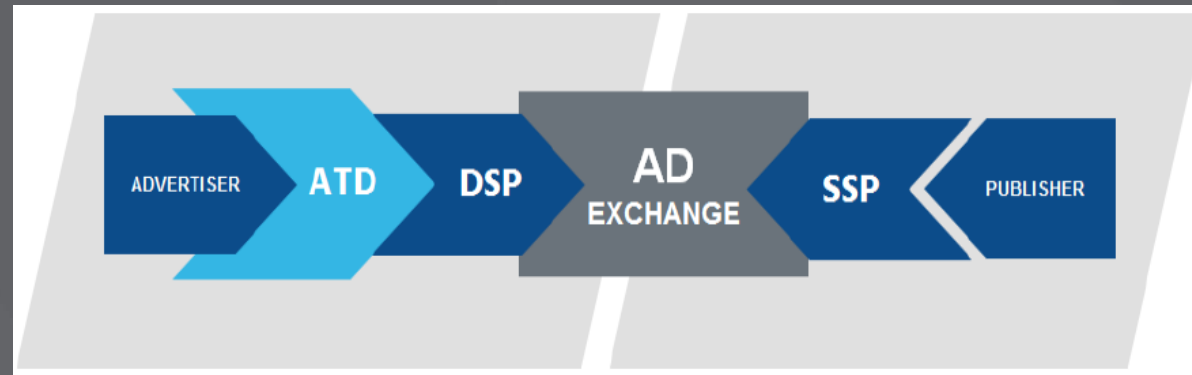 ADVERTISER
ATD
DSP
AD
EXCHANGE
SSP
PUBLISHER